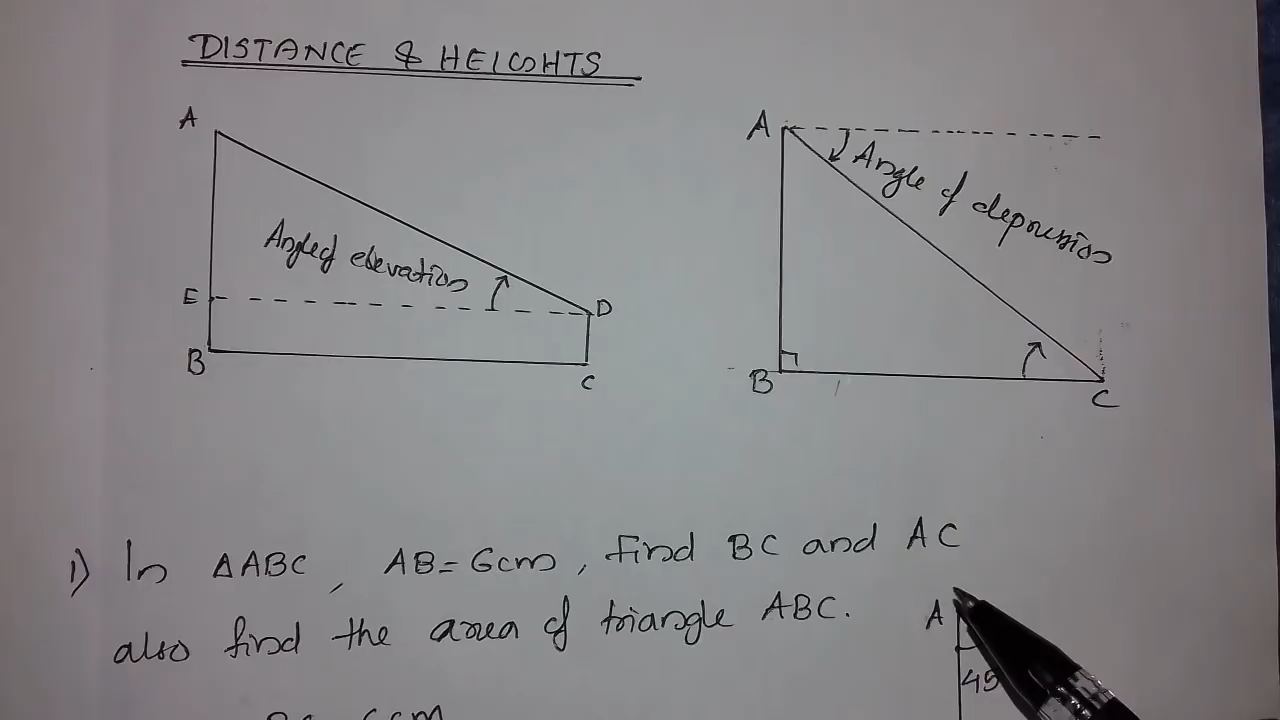 DISTANCE & HEIGHTS
A
Angle of elevation
E
D
B
C
A
Angle of depression
B
C
1) In ΔABC, AB = 6cm, find BC and AC
also find the area of triangle ABC.
A
45
6cm